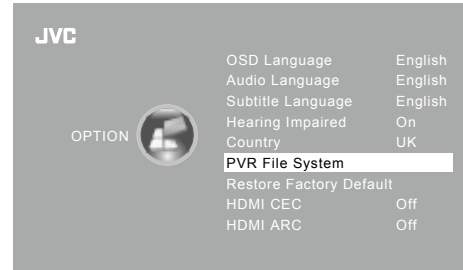 JVC
OPTION
OSD Language English
Audio Language English
Subtitle Language English
Hearing Impaired On
Country UK
PVR File System
Restore Factory Default
HDMI CEC Off
HDMI ARC Off